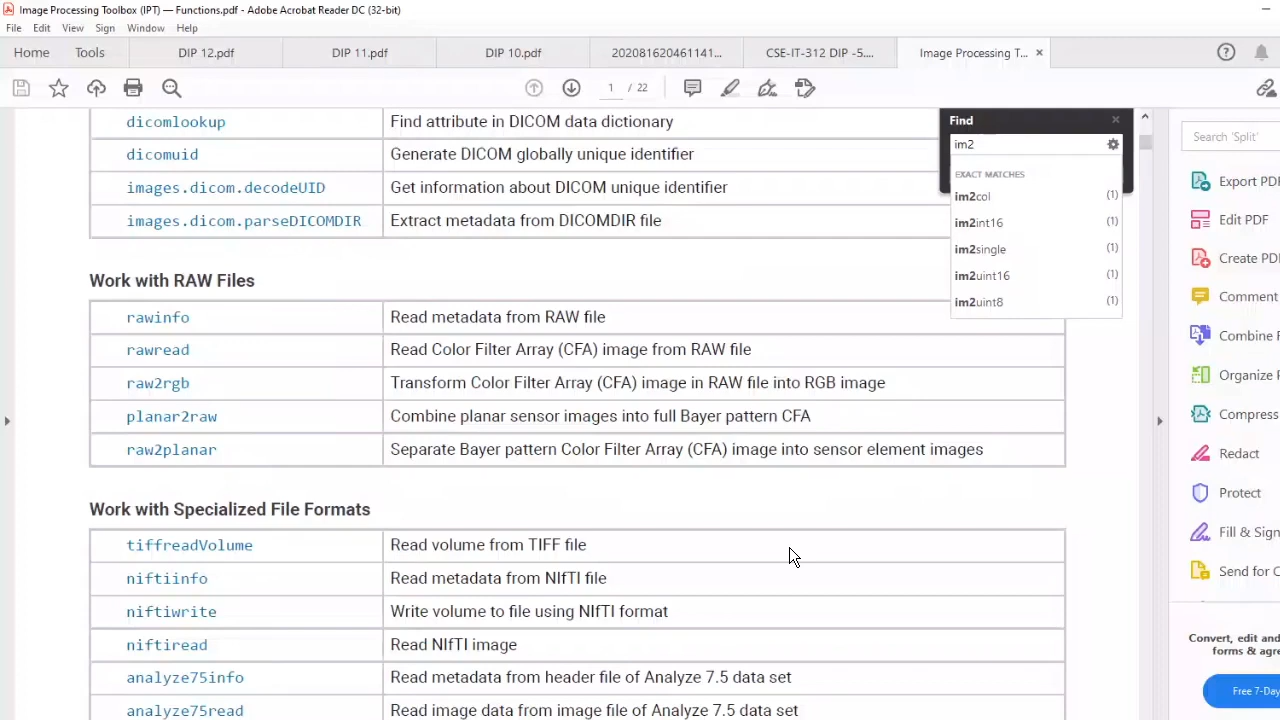 Image Processing Toolbox (IPT) — Functions.pdf - Adobe Acrobat Reader DC (32-bit)
File Edit View Sign Window Help
Home Tools DIP 12.pdf DIP 11.pdf DIP 10.pdf 202081620461141... CSE-IT-312 DIP -5.... Image Processing T... ×
1 / 22
Find ×
im2
EXACT MATCHES
im2col (1)
im2int16 (1)
im2single (1)
im2uint16 (1)
im2uint8 (1)
dicomlookup Find attribute in DICOM data dictionary
dicomuid Generate DICOM globally unique identifier
images.dicom.decodeUID Get information about DICOM unique identifier
images.dicom.parseDICOMDIR Extract metadata from DICOMDIR file
Work with RAW Files
rawinfo Read metadata from RAW file
rawread Read Color Filter Array (CFA) image from RAW file
raw2rgb Transform Color Filter Array (CFA) image in RAW file into RGB image
planar2raw Combine planar sensor images into full Bayer pattern CFA
raw2planar Separate Bayer pattern Color Filter Array (CFA) image into sensor element images
Work with Specialized File Formats
tiffreadVolume Read volume from TIFF file
niftiinfo Read metadata from NIfTI file
niftiwrite Write volume to file using NIfTI format
niftiread Read NIfTI image
analyze75info Read metadata from header file of Analyze 7.5 data set
analyze75read Read image data from image file of Analyze 7.5 data set
Search 'Split'
Export PDF
Edit PDF
Create PD
Comment
Combine F
Organize P
Compress
Redact
Protect
Fill & Sign
Send for C
Convert, edit and
forms & agre
Free 7-Day